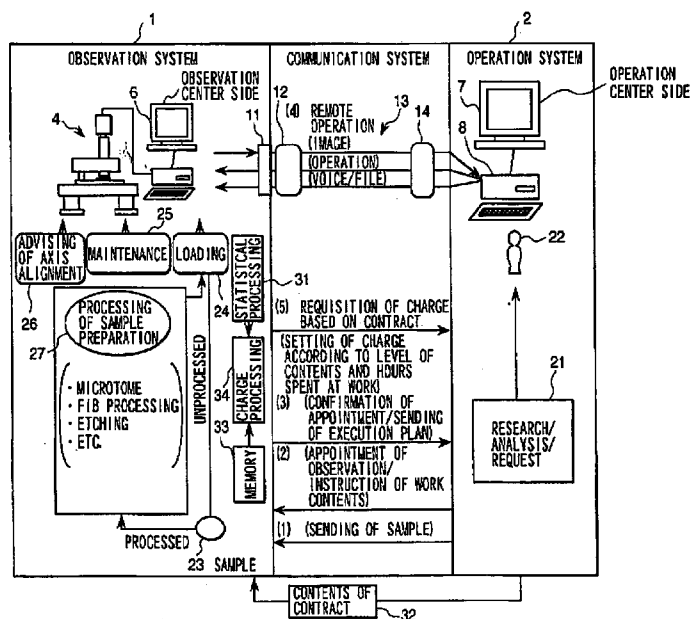 1
2
OBSERVATION SYSTEM
COMMUNICATION SYSTEM
OPERATION SYSTEM
OBSERVATION
CENTER SIDE
OPERATION
CENTER SIDE
4
6
11
12
(4) REMOTE
OPERATION
(IMAGE)
(OPERATION)
(VOICE/FILE)
13
14
7
8
22
25
ADVISING
OF AXIS
ALIGNMENT
MAINTENANCE
LOADING
26
24
STATISTCAL
PROCESSING
31
27
PROCESSING
OF SAMPLE
PREPARATION
· MICROTOME
· FIB PROCESSING
· ETCHING
· ETC.
UNPROCESSED
34
CHARGE
PROCESSING
33
MEMORY
(5) REQUISITION OF CHARGE
BASED ON CONTRACT
(SETTING OF CHARGE
ACCORDING TO LEVEL OF
CONTENTS AND HOURS
SPENT AT WORK)
(3) (CONFIRMATION OF
APPOINTMENT/SENDING
OF EXECUTION PLAN)
(2) (APPOINTMENT OF
OBSERVATION/
INSTRUCTION OF WORK
CONTENTS)
(1) (SENDING OF SAMPLE)
21
RESEARCH/
ANALYSIS/
REQUEST
PROCESSED
23
SAMPLE
CONTENTS OF
CONTRACT
32